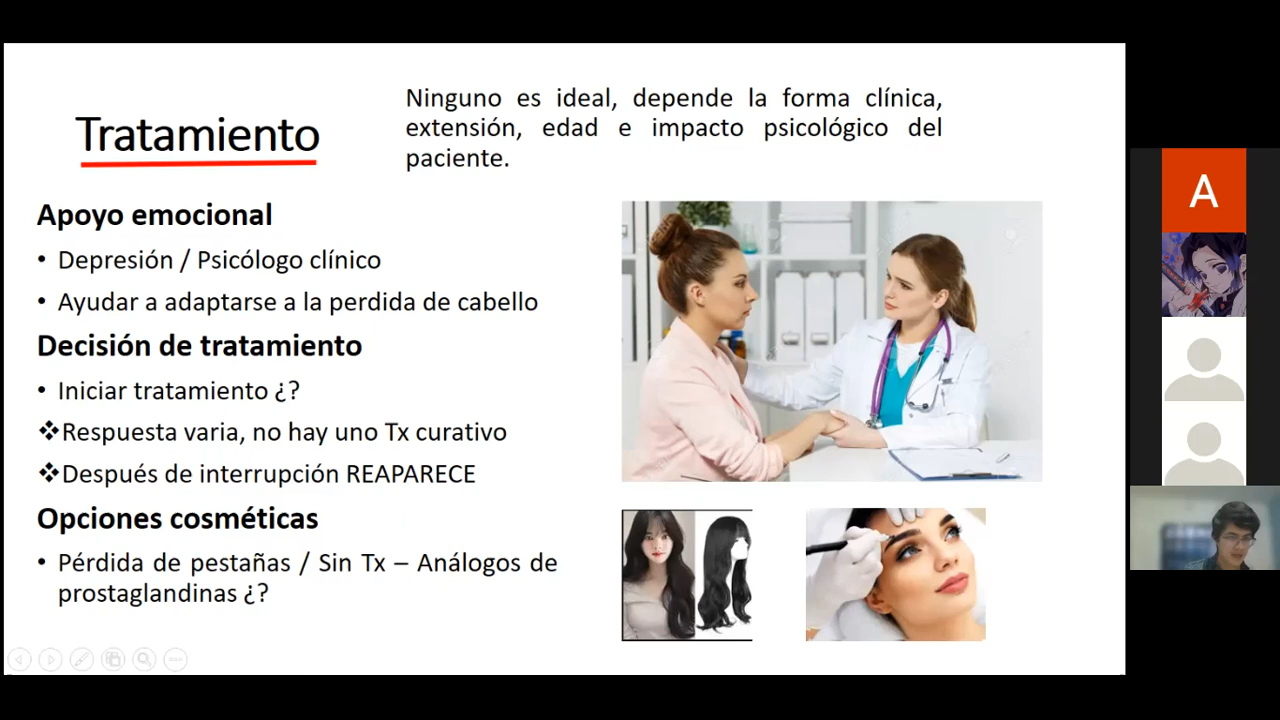 Tratamiento
Ninguno es ideal, depende la forma clínica,
extensión, edad e impacto psicológico del
paciente.
Apoyo emocional
• Depresión / Psicólogo clínico
• Ayudar a adaptarse a la perdida de cabello
Decisión de tratamiento
• Iniciar tratamiento ¿?
❖Respuesta varia, no hay uno Tx curativo
❖Después de interrupción REAPARECE
Opciones cosméticas
• Pérdida de pestañas / Sin Tx – Análogos de
prostaglandinas ¿?
A